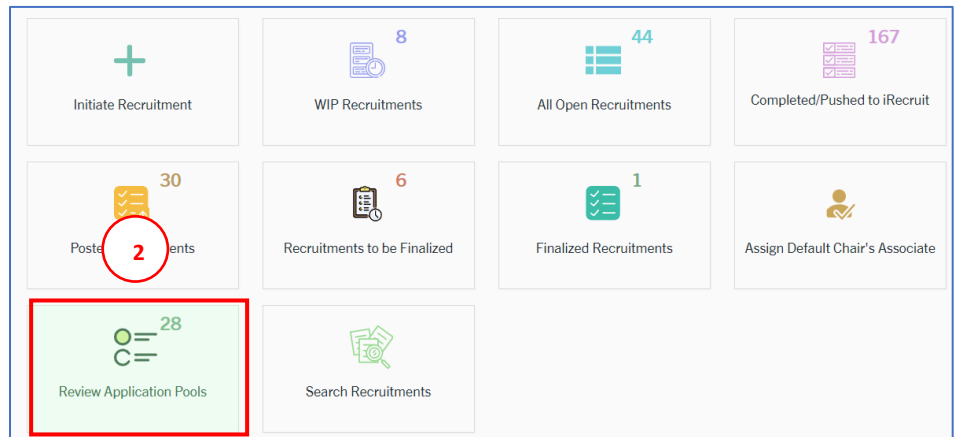 8
44
167
Initiate Recruitment
WIP Recruitments
All Open Recruitments
Completed/Pushed to iRecruit
30
6
1
2
Recruitments to be Finalized
Finalized Recruitments
Assign Default Chair's Associate
28
Review Application Pools
Search Recruitments